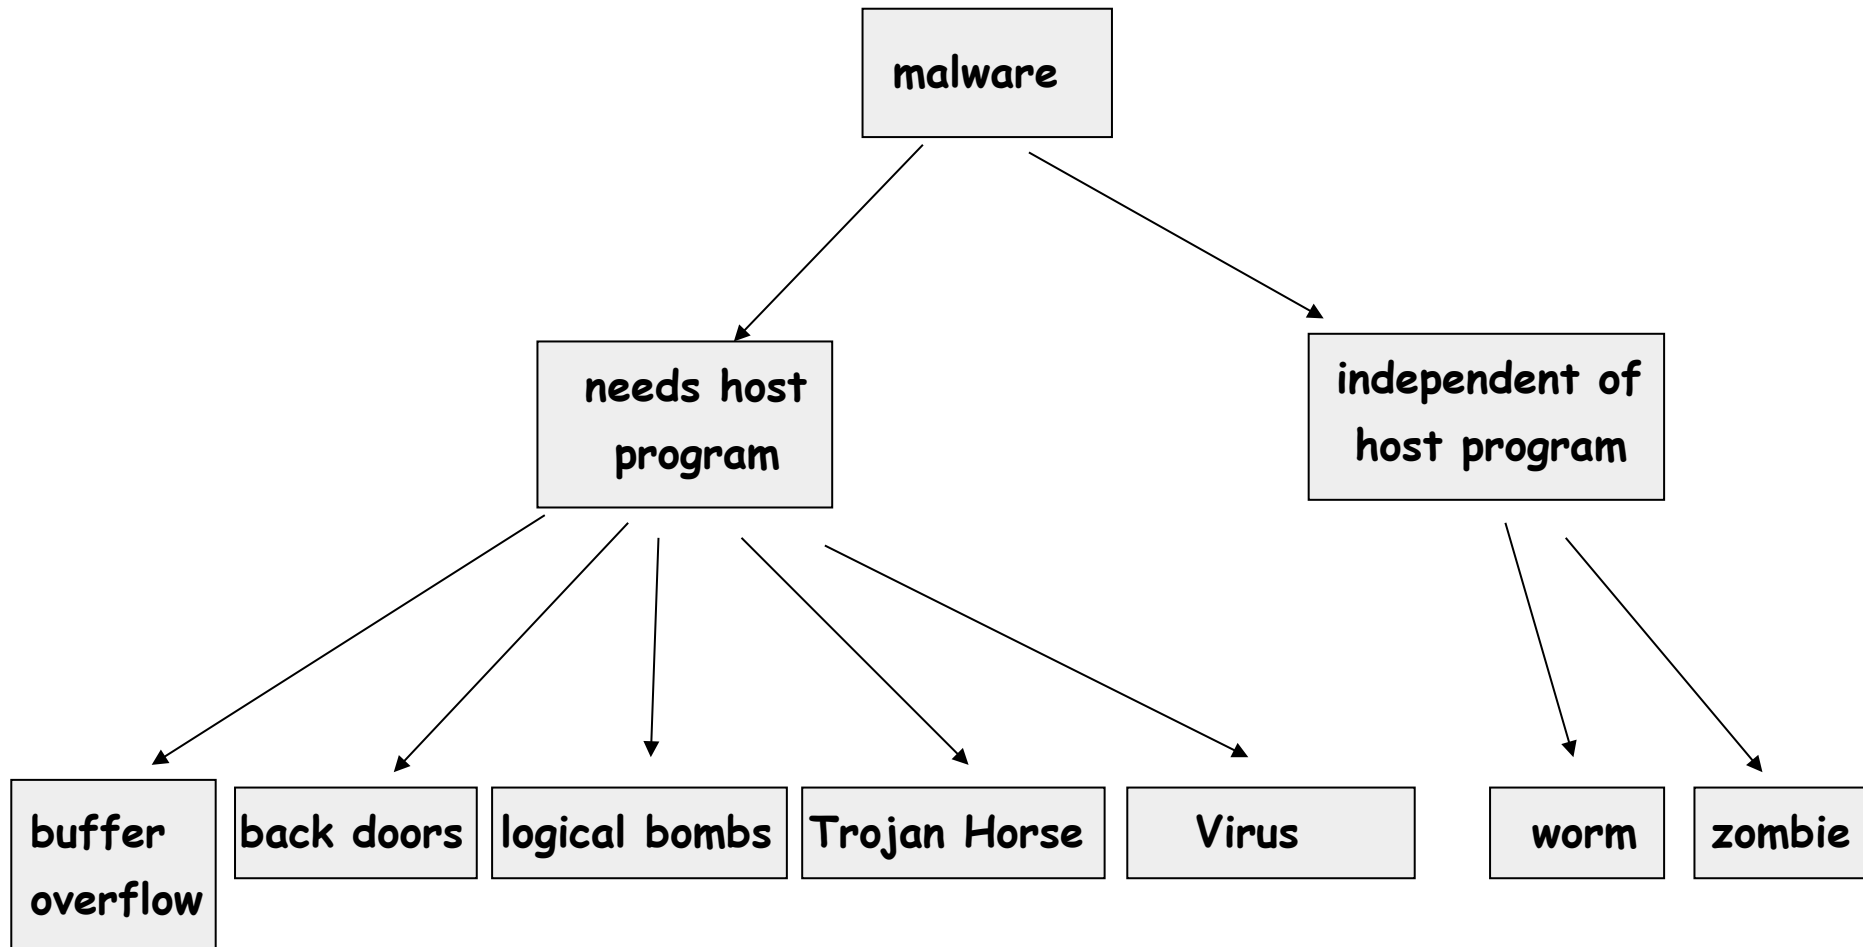 malware
needs host
program
independent of
host program
buffer
overflow
back doors
logical bombs
Trojan Horse
Virus
worm
zombie